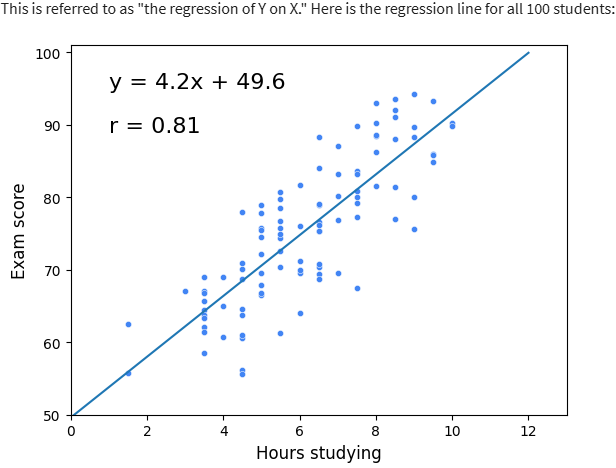 This is referred to as "the regression of Y on X." Here is the regression line for all 100 students:
y = 4.2x + 49.6
r = 0.81
100
90
80
70
60
50
Exam score
0 2 4 6 8 10 12
Hours studying